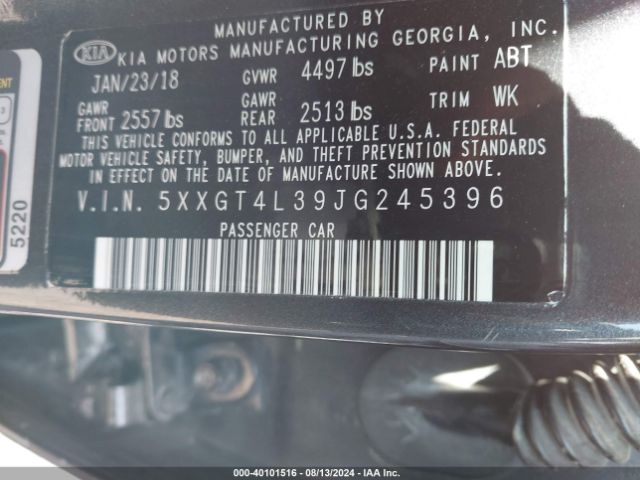 MANUFACTURED BY
KIA KIA MOTORS MANUFACTURING GEORGIA, INC.
JAN/23/18 GVWR 4497 lbs PAINT ABT
GAWR FRONT 2557 lbs GAWR REAR 2513 lbs TRIM WK
THIS VEHICLE CONFORMS TO ALL APPLICABLE U.S.A. FEDERAL
MOTOR VEHICLE SAFETY, BUMPER, AND THEFT PREVENTION STANDARDS
IN EFFECT ON THE DATE OF MANUFACTURE SHOWN ABOVE.
V.I.N. 5XXGT4L39JG245396
PASSENGER CAR
5220
000-40101516 - 08/13/2024 - IAA Inc.